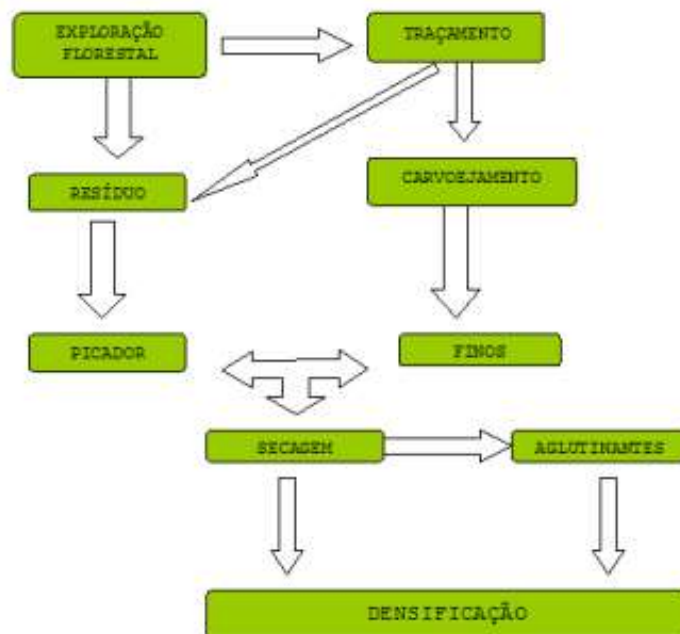 EXPLORAÇÃO
FLORESTAL
TRAÇAMENTO
RESÍDUO
CARVOEJAMENTO
PICADOR
FINOS
SECAGEM
AGLUTINANTES
DENSIFICAÇÃO